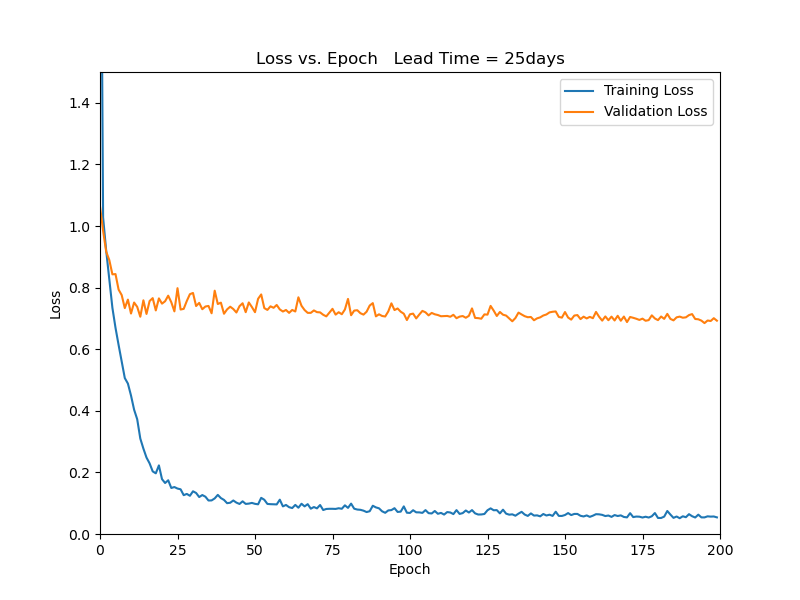 Loss vs. Epoch   Lead Time = 25days
Training Loss
Validation Loss
Loss
1.4
1.2
1.0
0.8
0.6
0.4
0.2
0.0
0 25 50 75 100 125 150 175 200
Epoch